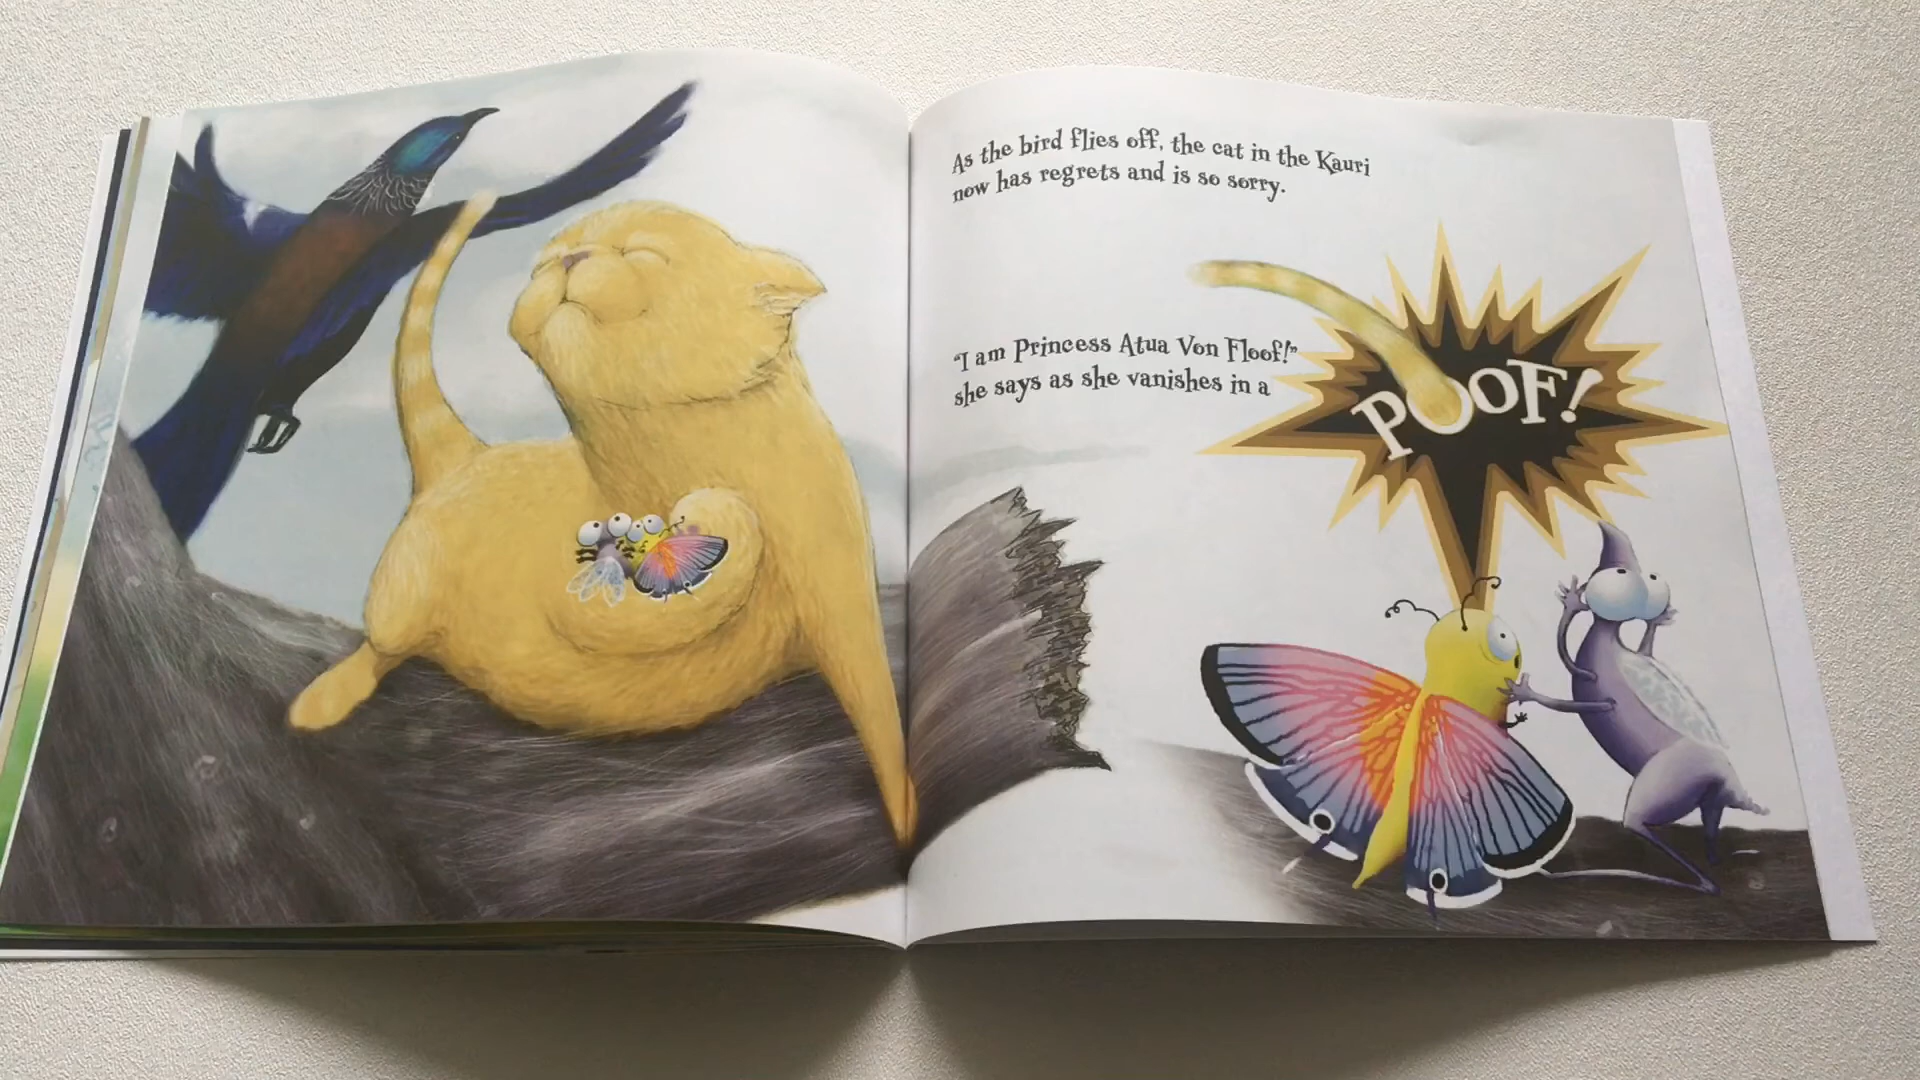 As the bird flies off, the cat in the Kauri
now has regrets and is so sorry.
"I am Princess Atua Von Floof!"
she says as she vanishes in a
POOF!